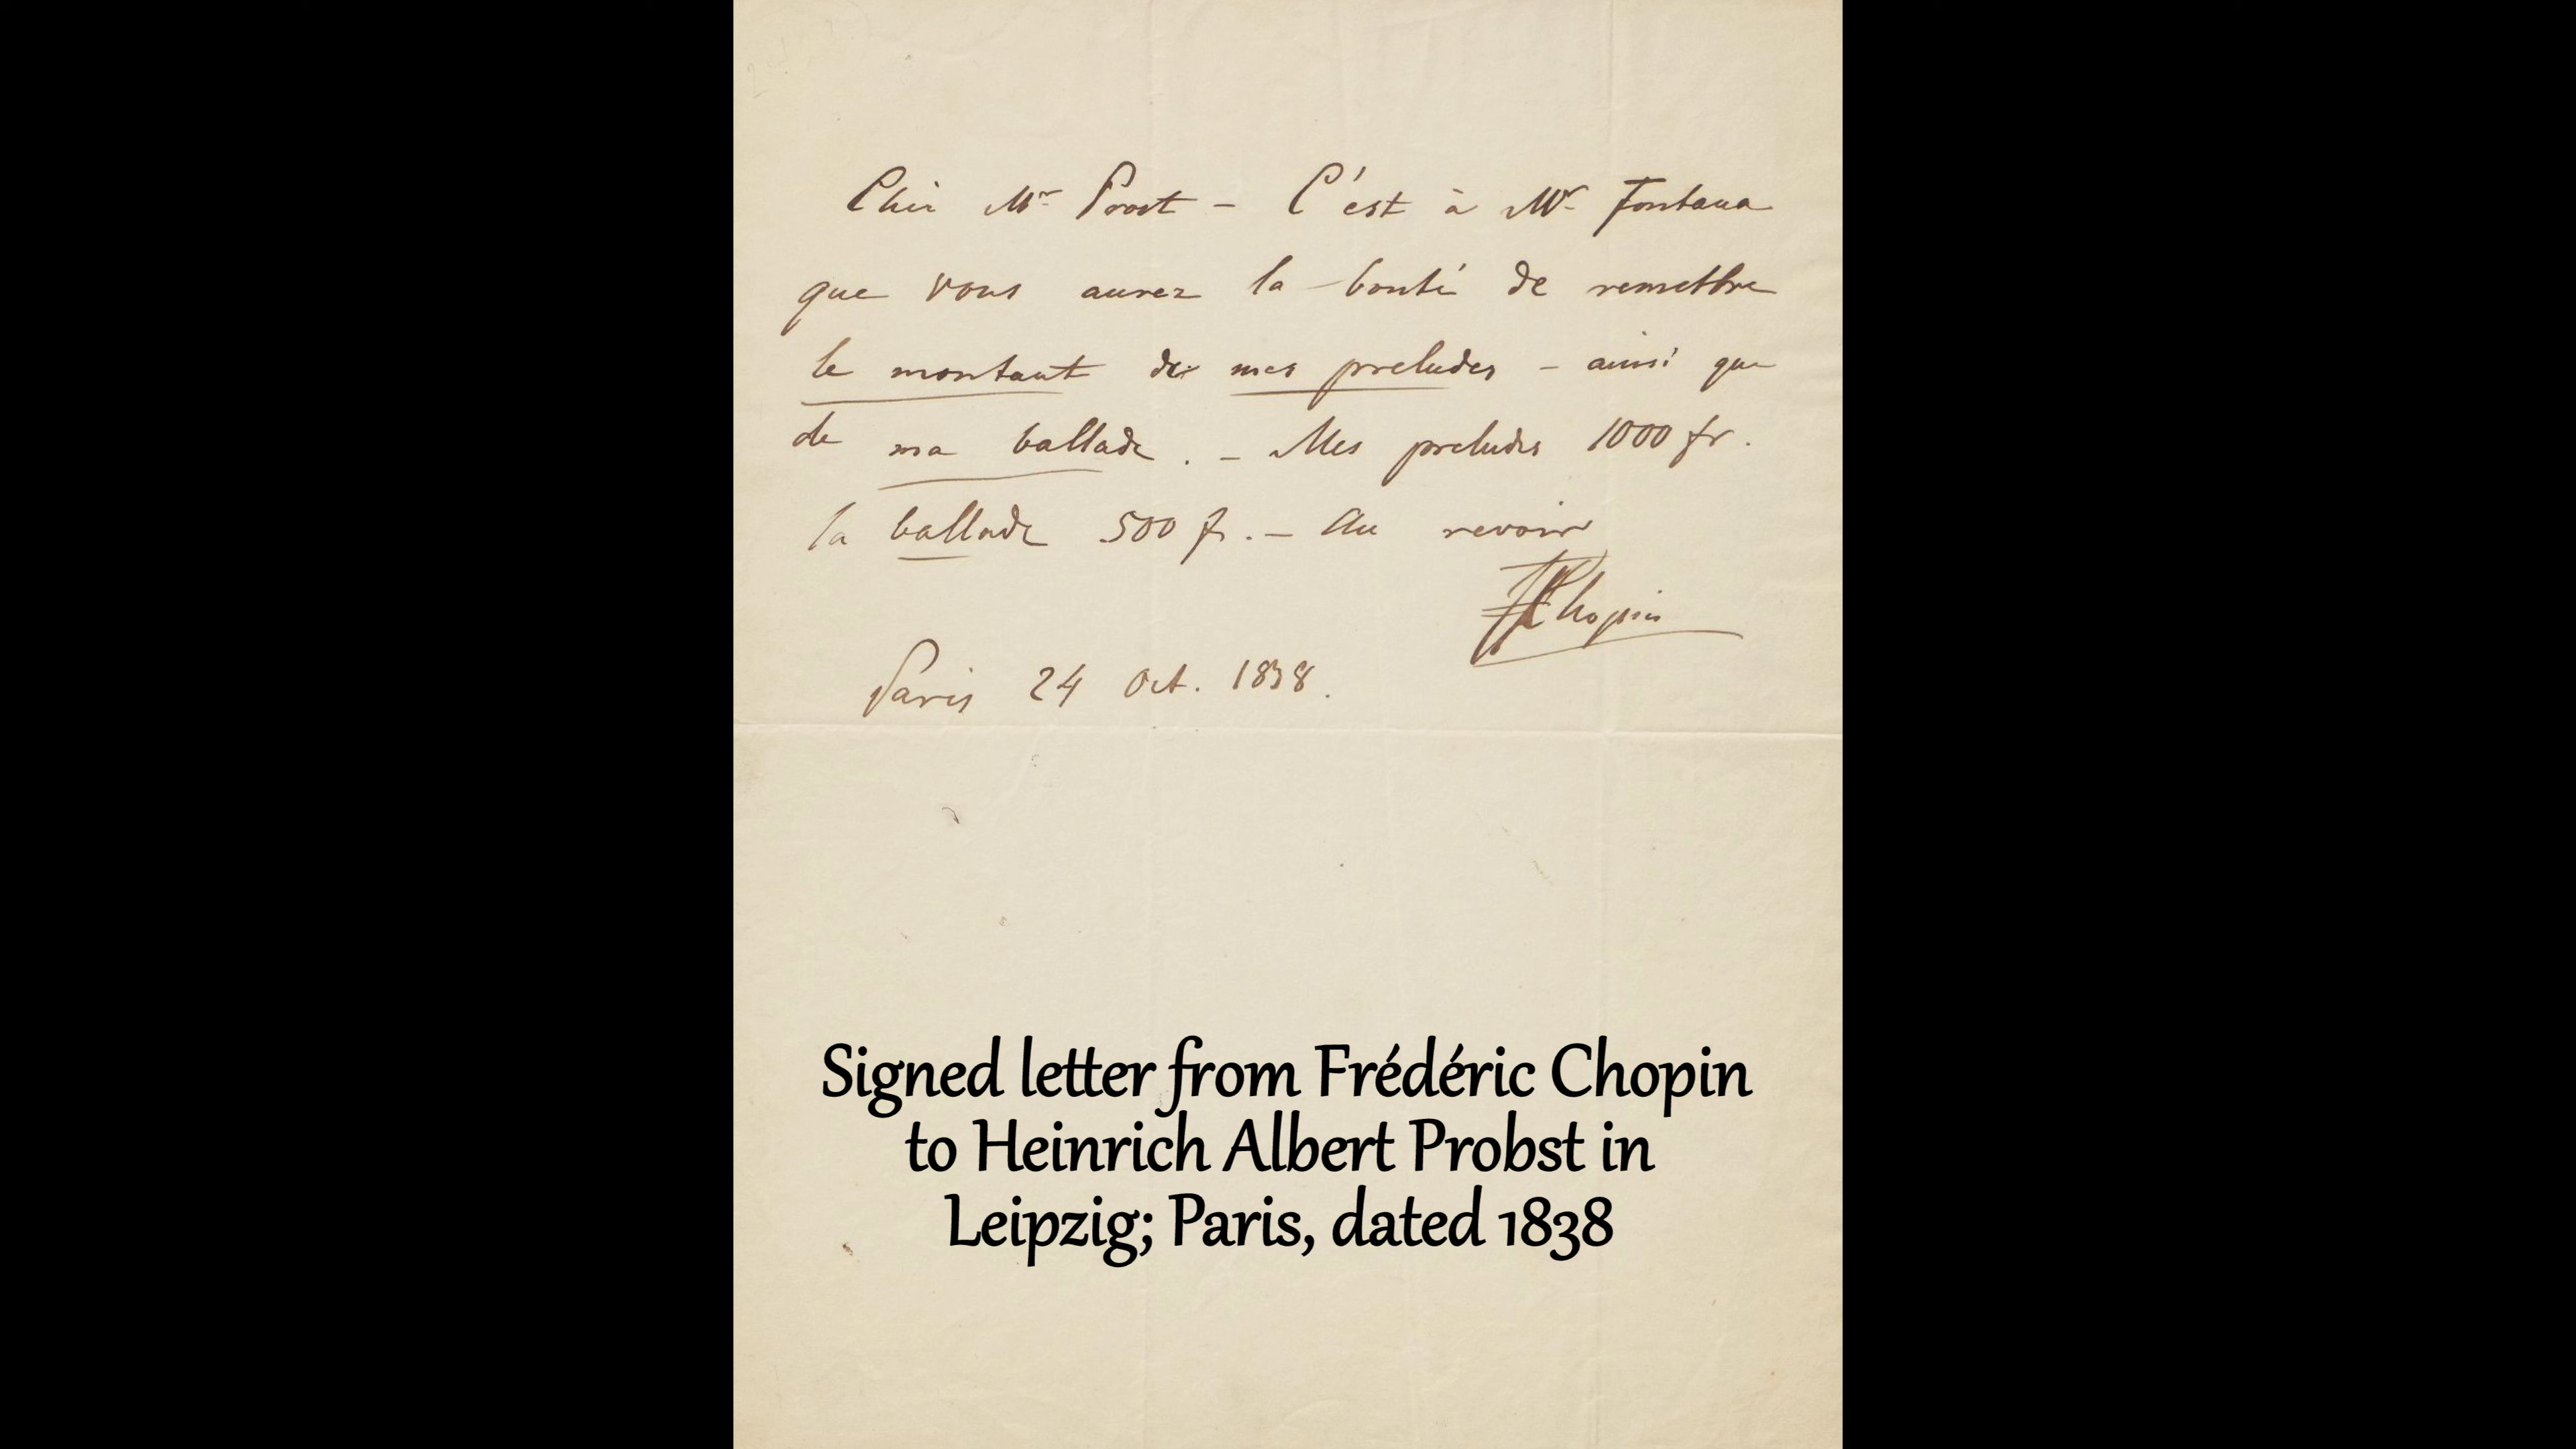 Cher Mr Prost - C'est à Mr Fontana
que vous aurez la bonté de remettre
le montant de mes preludes - ainsi que
de ma ballade. - Mes preludes 1000 fr.
la ballade 500 fr. - Au revoir
FChopin
Paris 24 Oct. 1838.
Signed letter from Frédéric Chopin
to Heinrich Albert Probst in
Leipzig; Paris, dated 1838